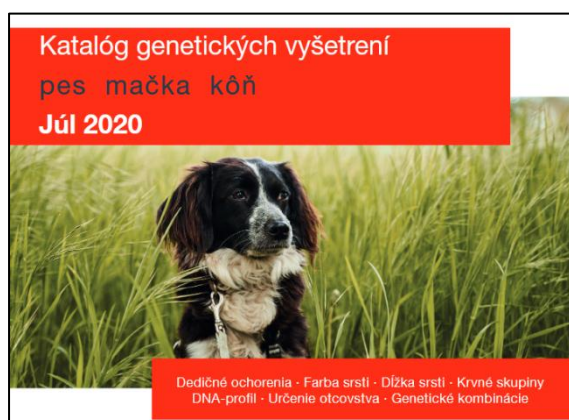 Katalóg genetických vyšetrení
pes mačka kôň
Júl 2020
Dedičné ochorenia · Farba srsti · Dĺžka srsti · Krvné skupiny
DNA-profil · Určenie otcovstva · Genetické kombinácie